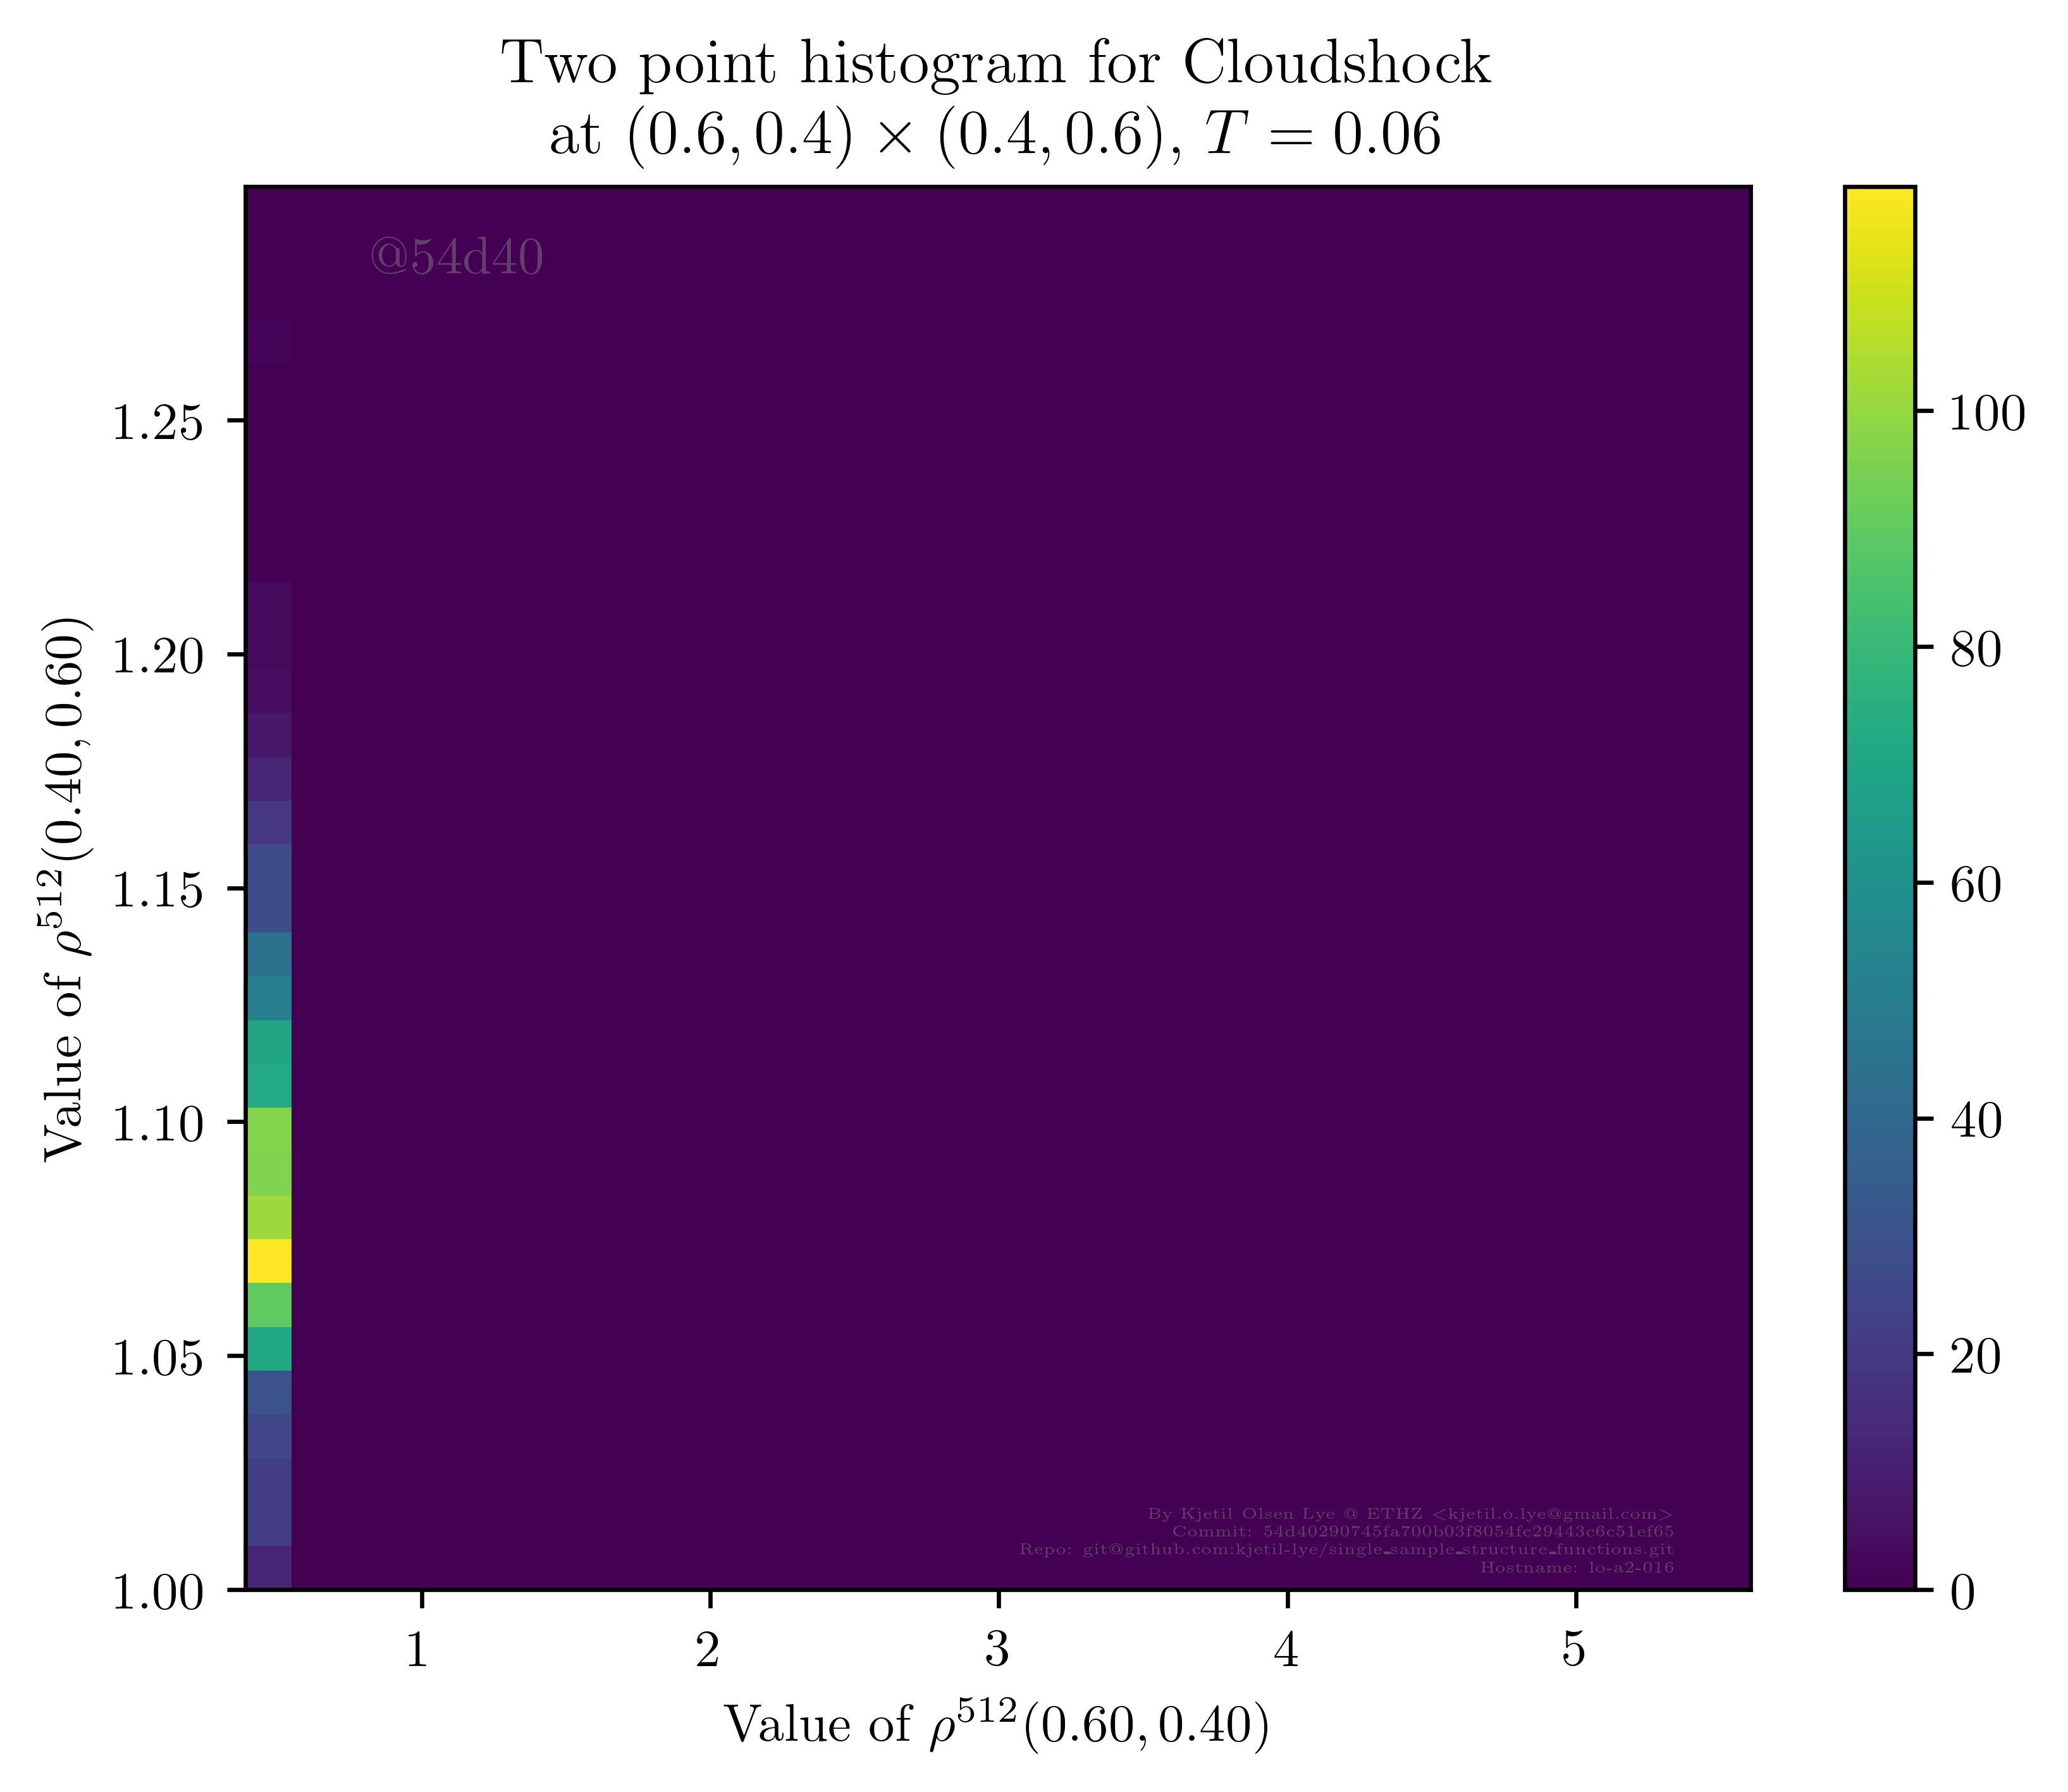 Two point histogram for Cloudshock
at (0.6, 0.4) × (0.4, 0.6), T = 0.06
@54d40
1.25
1.20
1.15
1.10
1.05
1.00
Value of ρ^512(0.40, 0.60)
100
80
60
40
20
0
By Kjetil Olsen Lye @ ETHZ <kjetil.o.lye@gmail.com>
Commit: 54d40290745fa700b03f8054fc29443c6c51ef65
Repo: git@github.com:kjetil-lye/single_sample_structure_functions.git
Hostname: lo-a2-016
1 2 3 4 5
Value of ρ^512(0.60, 0.40)